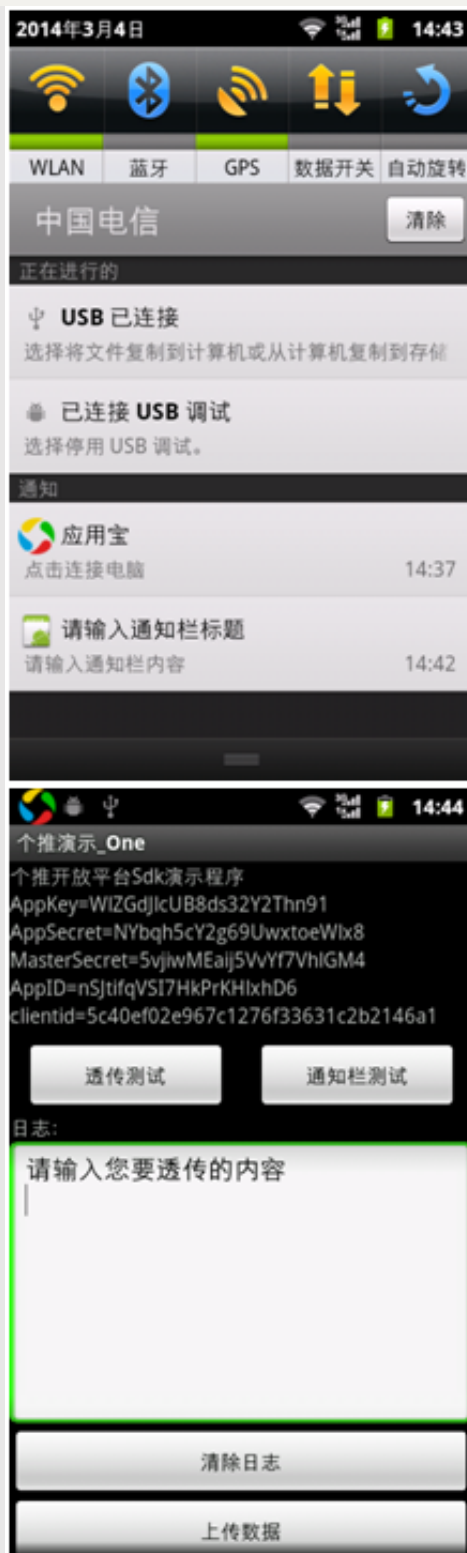 2014年3月4日 14:43
WLAN 蓝牙 GPS 数据开关 自动旋转
中国电信 清除
正在进行的
USB 已连接
选择将文件复制到计算机或从计算机复制到存储
已连接 USB 调试
选择停用 USB 调试。
通知
应用宝
点击连接电脑 14:37
请输入通知栏标题
请输入通知栏内容 14:42
14:44
个推演示_One
个推开放平台Sdk演示程序
AppKey=WIZGdJlcUB8ds32Y2Thn91
AppSecret=NYbqh5cY2g69UwxtoeWlx8
MasterSecret=5vjiwMEaij5VvYf7VhlGM4
AppID=nSJtifqVSI7HkPrKHlxhD6
clientid=5c40ef02e967c1276f33631c2b2146a1
透传测试 通知栏测试
日志:
请输入您要透传的内容
清除日志
上传数据